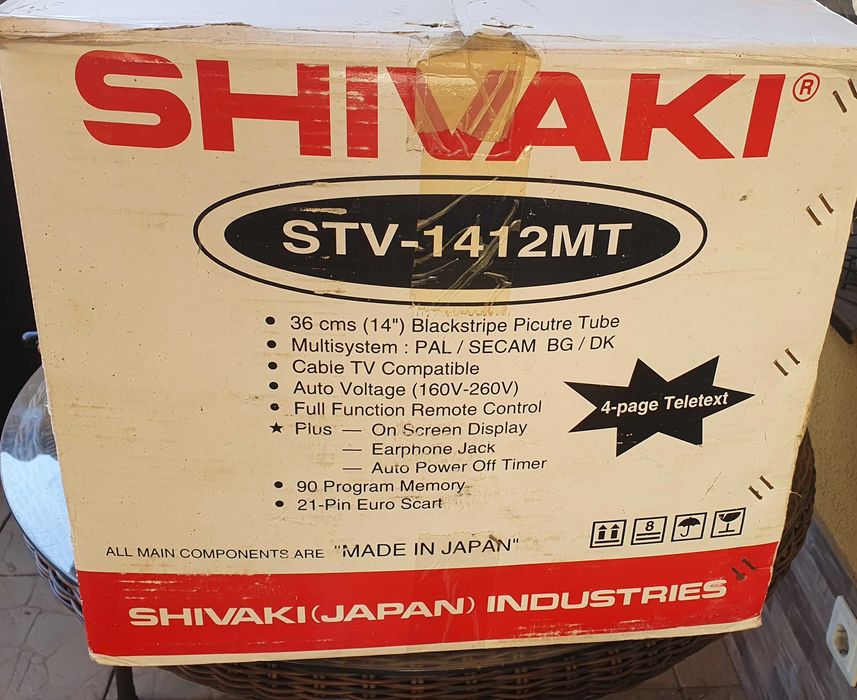 SHIVAKI®
STV-1412MT
• 36 cms (14") Blackstripe Picutre Tube
• Multisystem : PAL / SECAM BG / DK
• Cabie TV Compatible
• Auto Voltage (160V-260V)
• Full Function Remote Control
★ Plus — On Screen Display
— Earphone Jack
— Auto Power Off Timer
• 90 Program Memory
• 21-Pin Euro Scart
4-page Teletext
8
ALL MAIN COMPONENTS ARE "MADE IN JAPAN"
SHIVAKI (JAPAN) INDUSTRIES